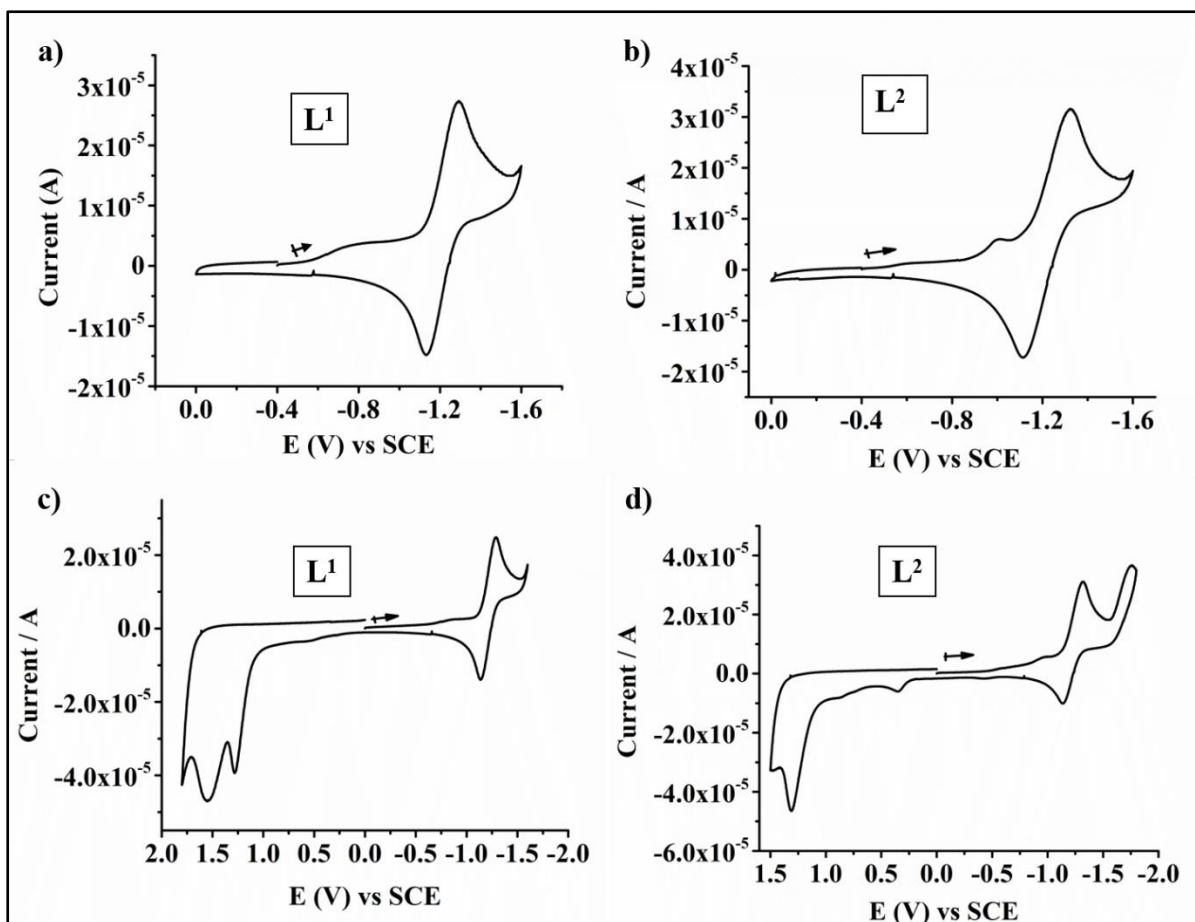 a)
L¹
Current (A)
3x10⁻⁵
2x10⁻⁵
1x10⁻⁵
0
-1x10⁻⁵
-2x10⁻⁵
0.0 -0.4 -0.8 -1.2 -1.6
E (V) vs SCE
b)
L²
Current / A
4x10⁻⁵
3x10⁻⁵
2x10⁻⁵
1x10⁻⁵
0
-1x10⁻⁵
-2x10⁻⁵
0.0 -0.4 -0.8 -1.2 -1.6
E (V) vs SCE
c)
L¹
Current / A
2.0x10⁻⁵
0.0
-2.0x10⁻⁵
-4.0x10⁻⁵
2.0 1.5 1.0 0.5 0.0 -0.5 -1.0 -1.5 -2.0
E (V) vs SCE
d)
L²
Current / A
4.0x10⁻⁵
2.0x10⁻⁵
0.0
-2.0x10⁻⁵
-4.0x10⁻⁵
-6.0x10⁻⁵
1.5 1.0 0.5 0.0 -0.5 -1.0 -1.5 -2.0
E (V) vs SCE